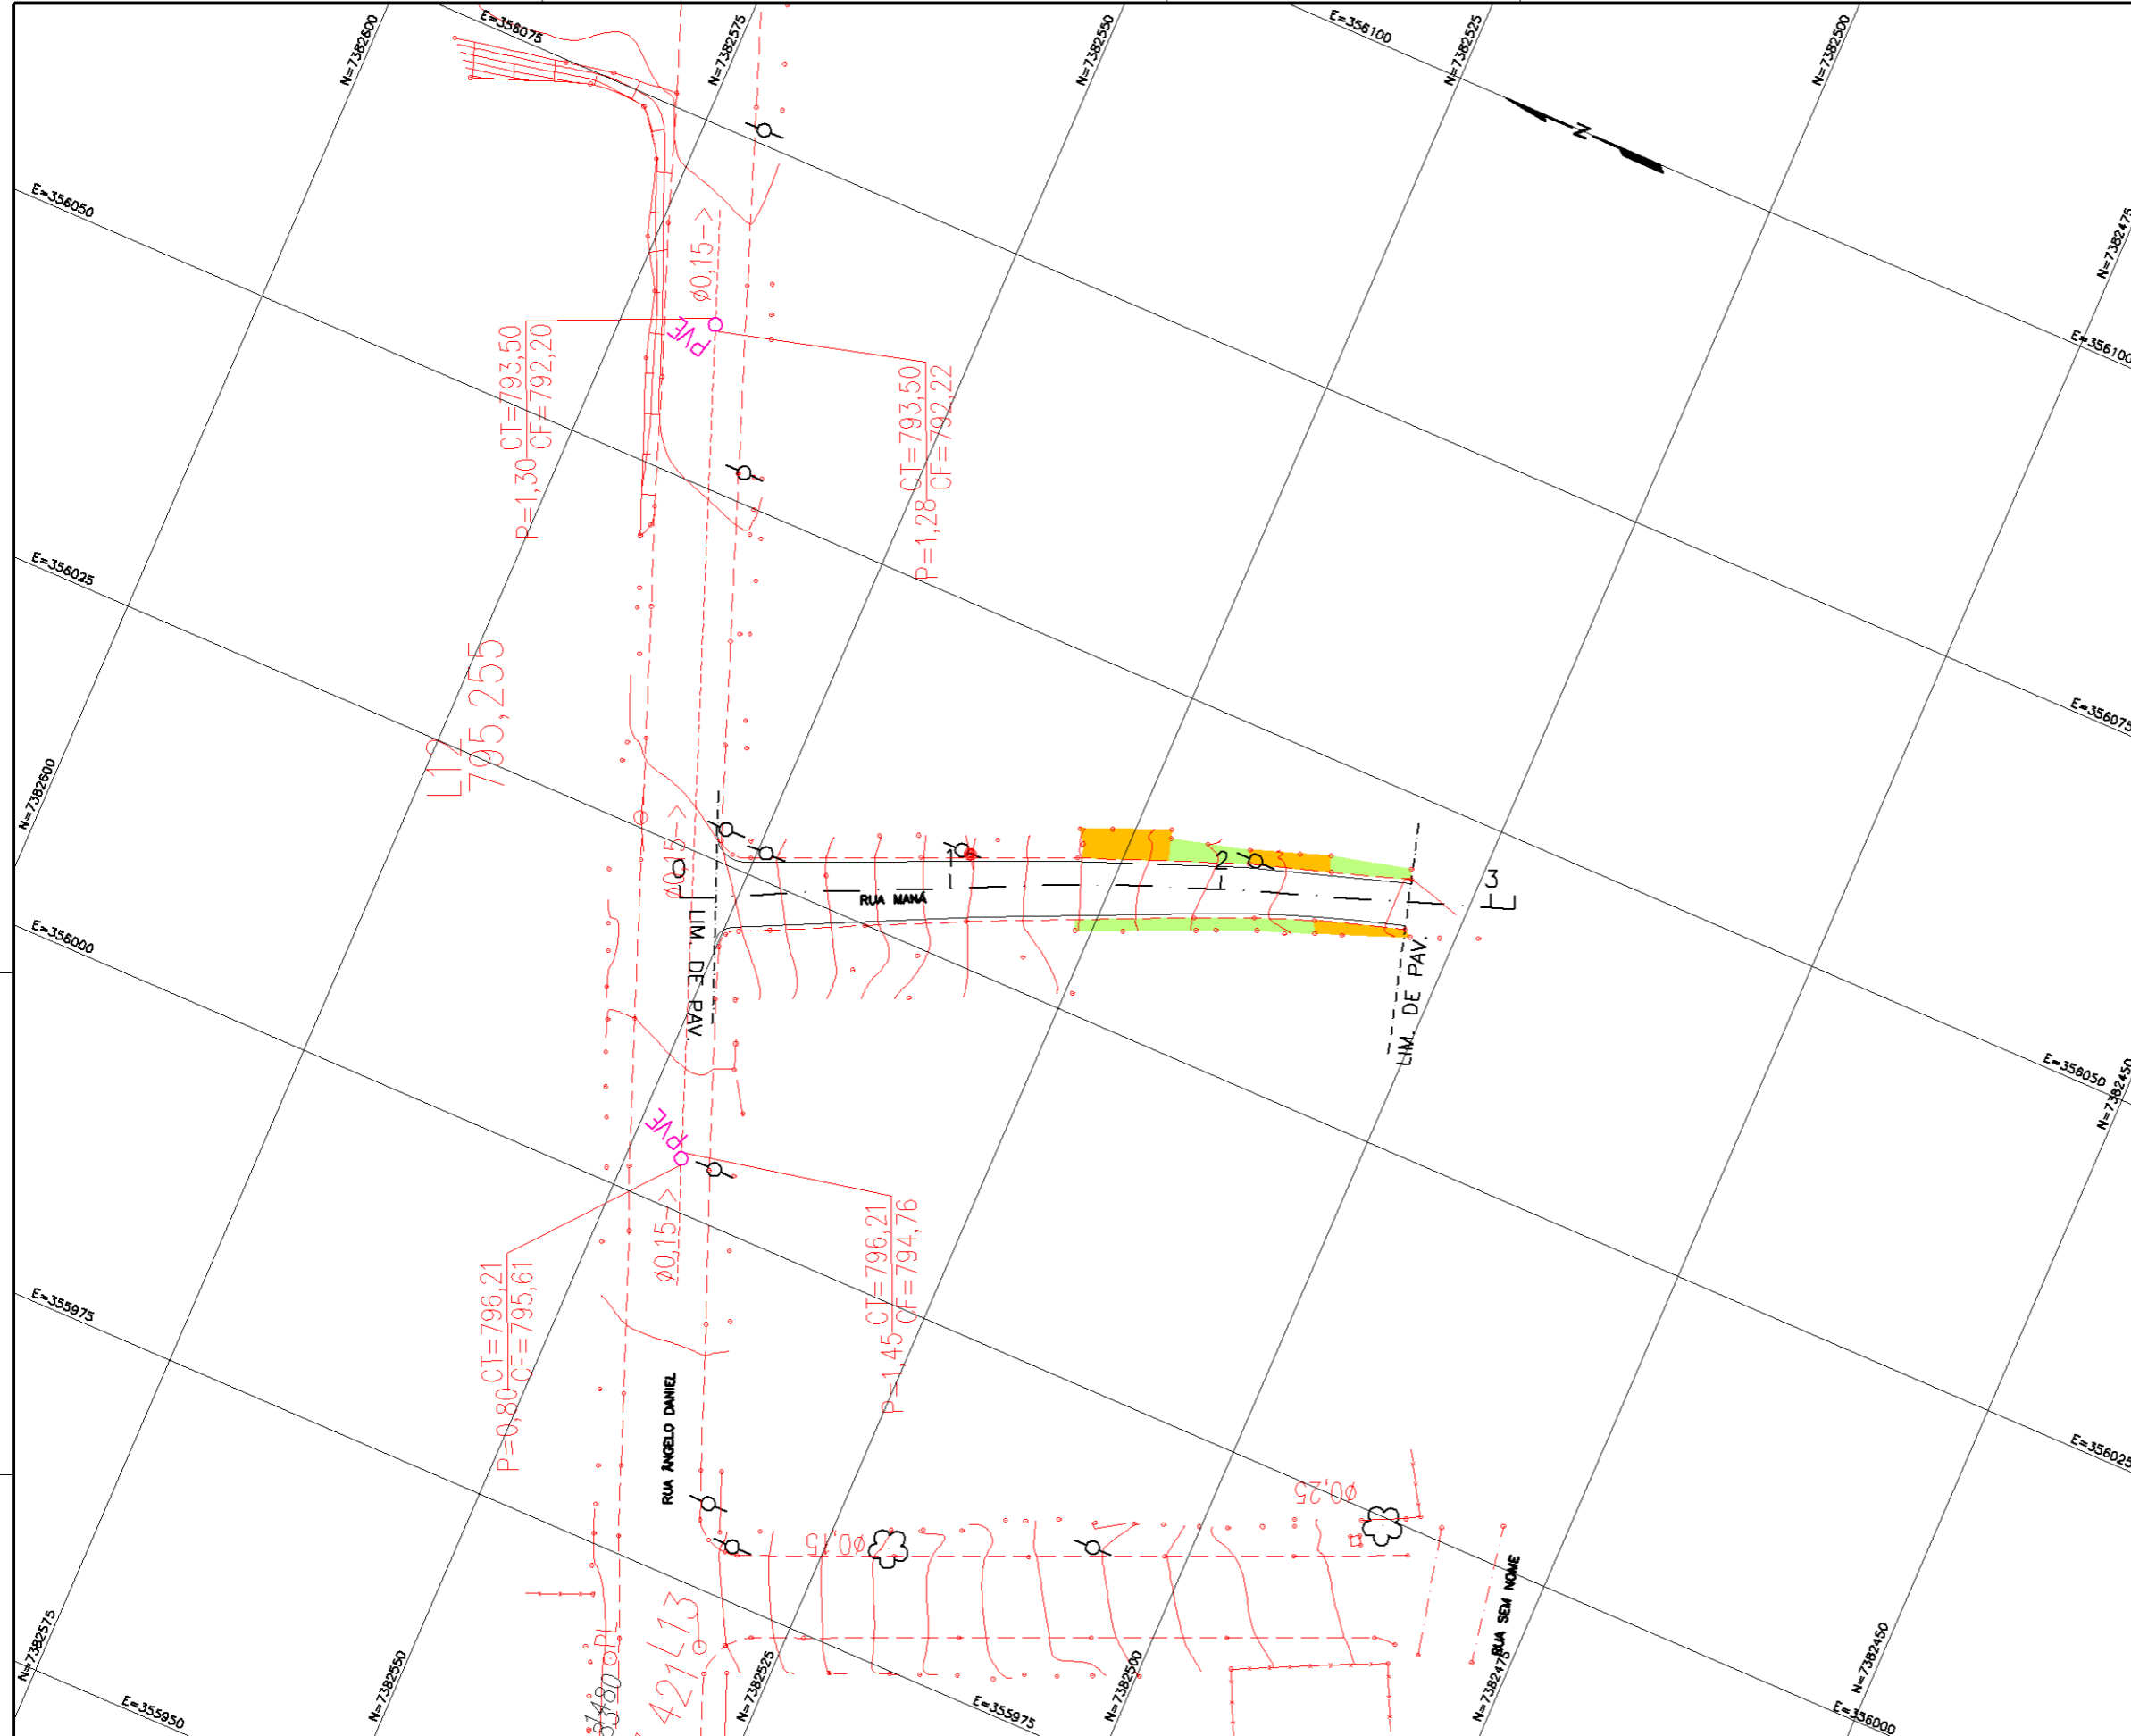 N=7382600
E=356075
N=7382575
N=7382550
E=356100
N=7382525
N=7382500
N
E=356050
N=7382475
ø0,15->
PVE
CT=793,50
CF=792,20
P=1,30
CT=793,50
CF=792,22
P=1,28
E=356100
E=356025
L12
795,255
E=356075
N=7382600
ø0,15->
0
1
2
3
RUA MANÁ
LIM. DE PAV.
LIM. DE PAV.
E=356000
E=356050
N=7382450
PVE
ø0,15->
CT=796,21
CF=794,76
P=1,45
CT=796,21
CF=795,61
P=0,80
E=355975
RUA ÂNGELO DANIEL
E=356025
ø0,25
ø0,15
RUA SEM NOME
L13
421
PL
N=7382575
N=7382550
N=7382525
N=7382500
N=7382475
N=7382450
E=355950
E=355975
E=356000